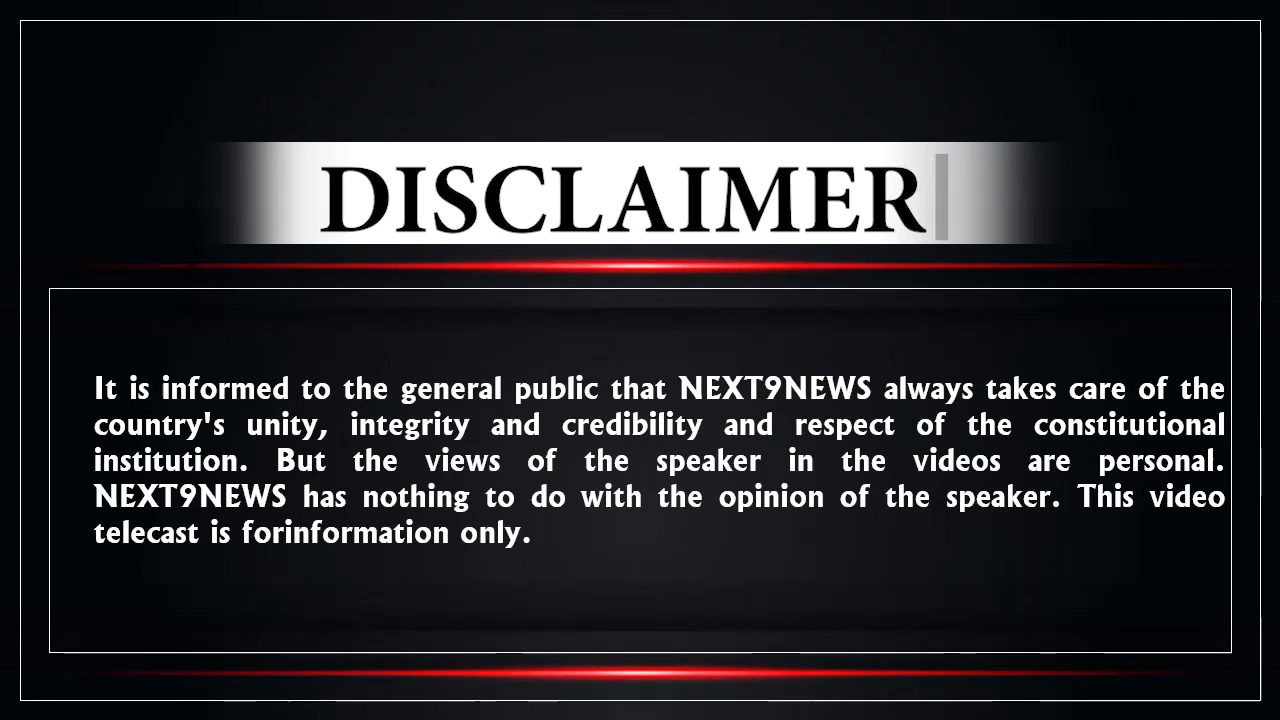 DISCLAIMER
It is informed to the general public that NEXT9NEWS always takes care of the
country's unity, integrity and credibility and respect of the constitutional
institution. But the views of the speaker in the videos are personal.
NEXT9NEWS has nothing to do with the opinion of the speaker. This video
telecast is forinformation only.